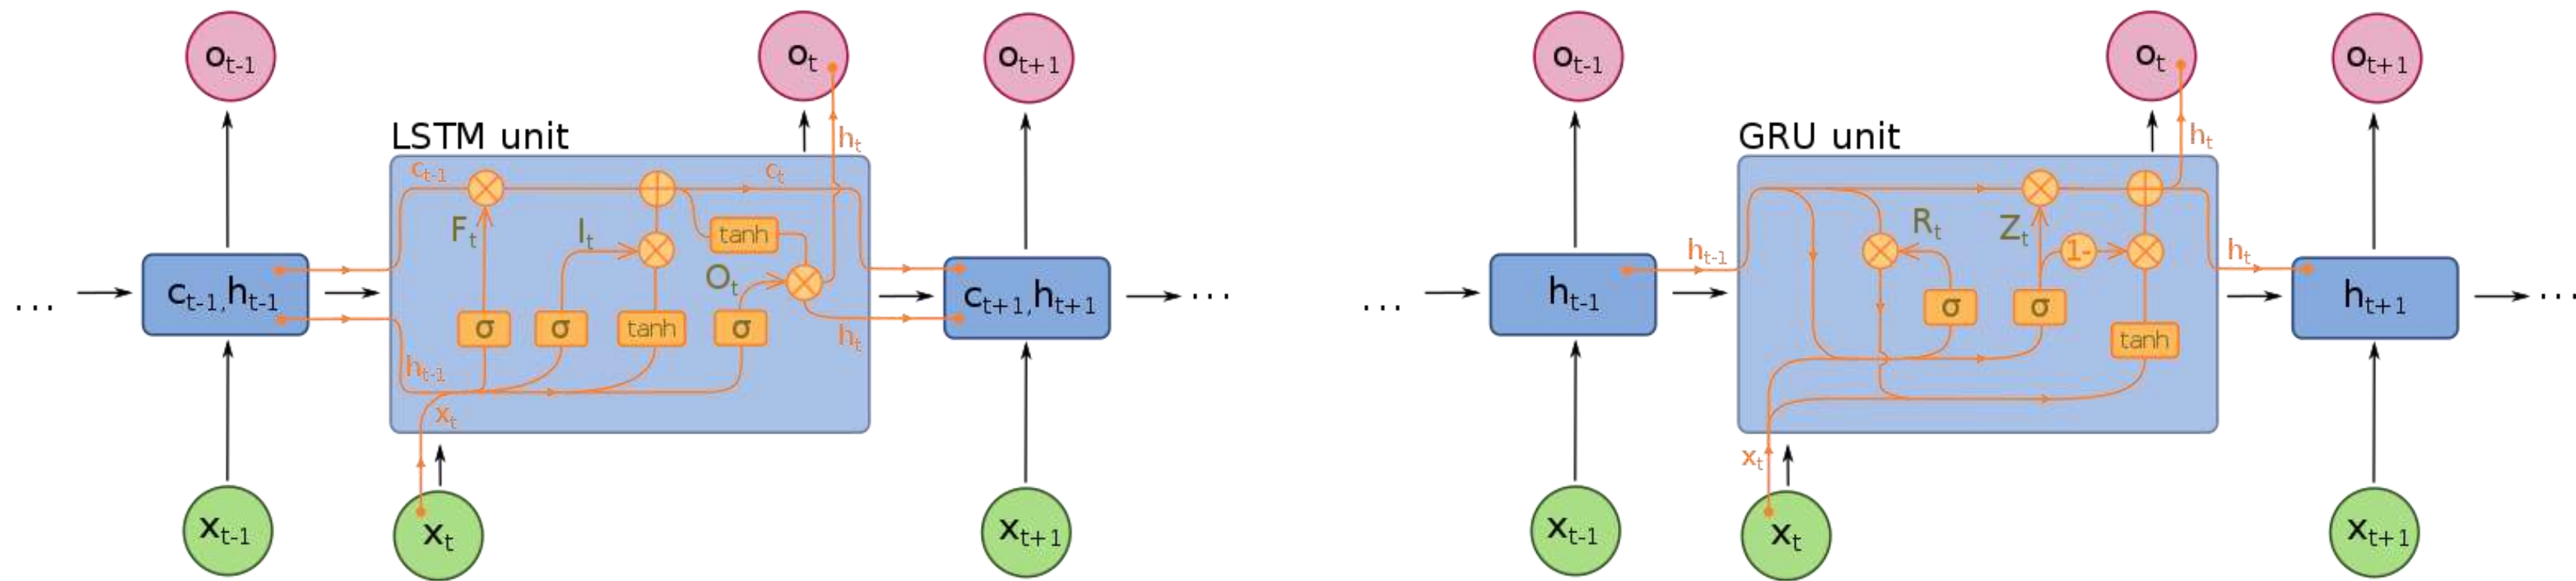 o_{t-1} o_t o_{t+1}
LSTM unit
h_t
c_{t-1} c_t
F_t I_t tanh
O_t
... c_{t-1},h_{t-1} c_{t+1},h_{t+1} ...
σ σ tanh σ
h_t
h_{t-1}
x_t
x_{t-1} x_t x_{t+1}
o_{t-1} o_t o_{t+1}
GRU unit
h_t
R_t Z_t
h_{t-1} 1- h_t
... h_{t-1} h_{t+1} ...
σ σ
tanh
x_t
x_{t-1} x_t x_{t+1}